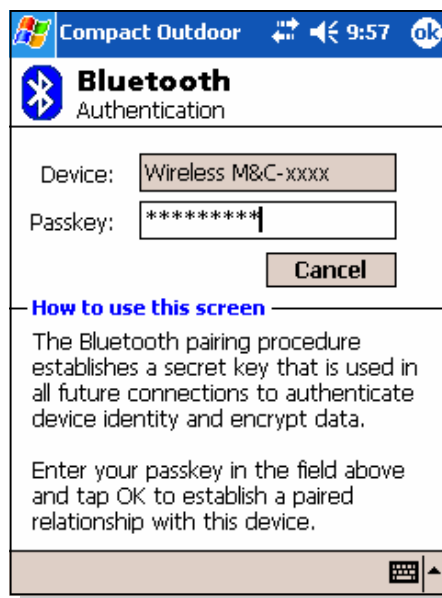 Compact Outdoor 9:57 ok
Bluetooth
Authentication
Device: Wireless M&C-xxxx
Passkey: *********
Cancel
How to use this screen
The Bluetooth pairing procedure
establishes a secret key that is used in
all future connections to authenticate
device identity and encrypt data.
Enter your passkey in the field above
and tap OK to establish a paired
relationship with this device.